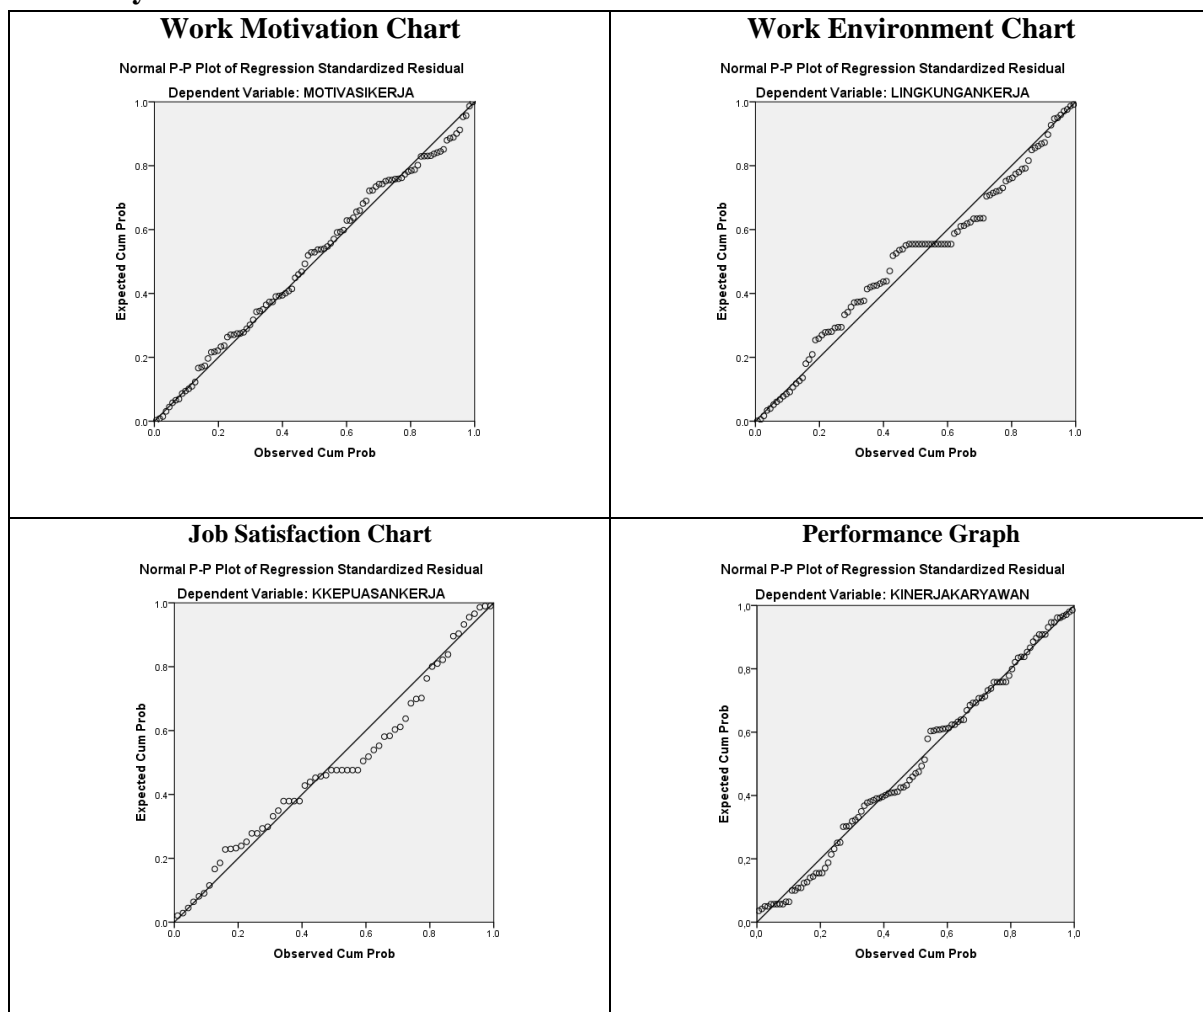 Work Motivation Chart
Normal P-P Plot of Regression Standardized Residual
Dependent Variable: MOTIVASIKERJA
1.0
0.8
0.6
0.4
0.2
0.0
Expected Cum Prob
0.0 0.2 0.4 0.6 0.8 1.0
Observed Cum Prob
Work Environment Chart
Normal P-P Plot of Regression Standardized Residual
Dependent Variable: LINGKUNGANKERJA
1.0
0.8
0.6
0.4
0.2
0.0
Expected Cum Prob
0.0 0.2 0.4 0.6 0.8 1.0
Observed Cum Prob
Job Satisfaction Chart
Normal P-P Plot of Regression Standardized Residual
Dependent Variable: KKEPUASANKERJA
1.0
0.8
0.6
0.4
0.2
0.0
Expected Cum Prob
0.0 0.2 0.4 0.6 0.8 1.0
Observed Cum Prob
Performance Graph
Normal P-P Plot of Regression Standardized Residual
Dependent Variable: KINERJAKARYAWAN
1,0
0,8
0,6
0,4
0,2
0,0
Expected Cum Prob
0,0 0,2 0,4 0,6 0,8 1,0
Observed Cum Prob